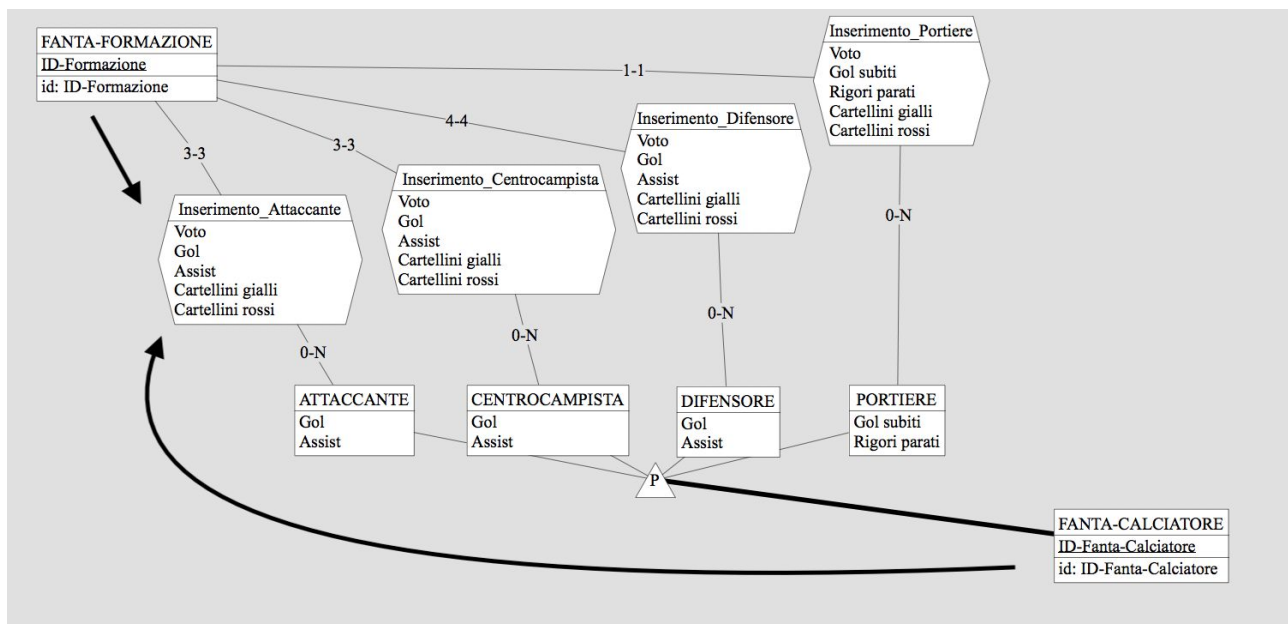 FANTA-FORMAZIONE
ID-Formazione
id: ID-Formazione
Inserimento_Portiere
Voto
Gol subiti
Rigori parati
Cartellini gialli
Cartellini rossi
1-1
4-4
3-3
3-3
Inserimento_Difensore
Voto
Gol
Assist
Cartellini gialli
Cartellini rossi
Inserimento_Centrocampista
Voto
Gol
Assist
Cartellini gialli
Cartellini rossi
Inserimento_Attaccante
Voto
Gol
Assist
Cartellini gialli
Cartellini rossi
0-N
0-N
0-N
0-N
ATTACCANTE
Gol
Assist
CENTROCAMPISTA
Gol
Assist
DIFENSORE
Gol
Assist
PORTIERE
Gol subiti
Rigori parati
P
FANTA-CALCIATORE
ID-Fanta-Calciatore
id: ID-Fanta-Calciatore